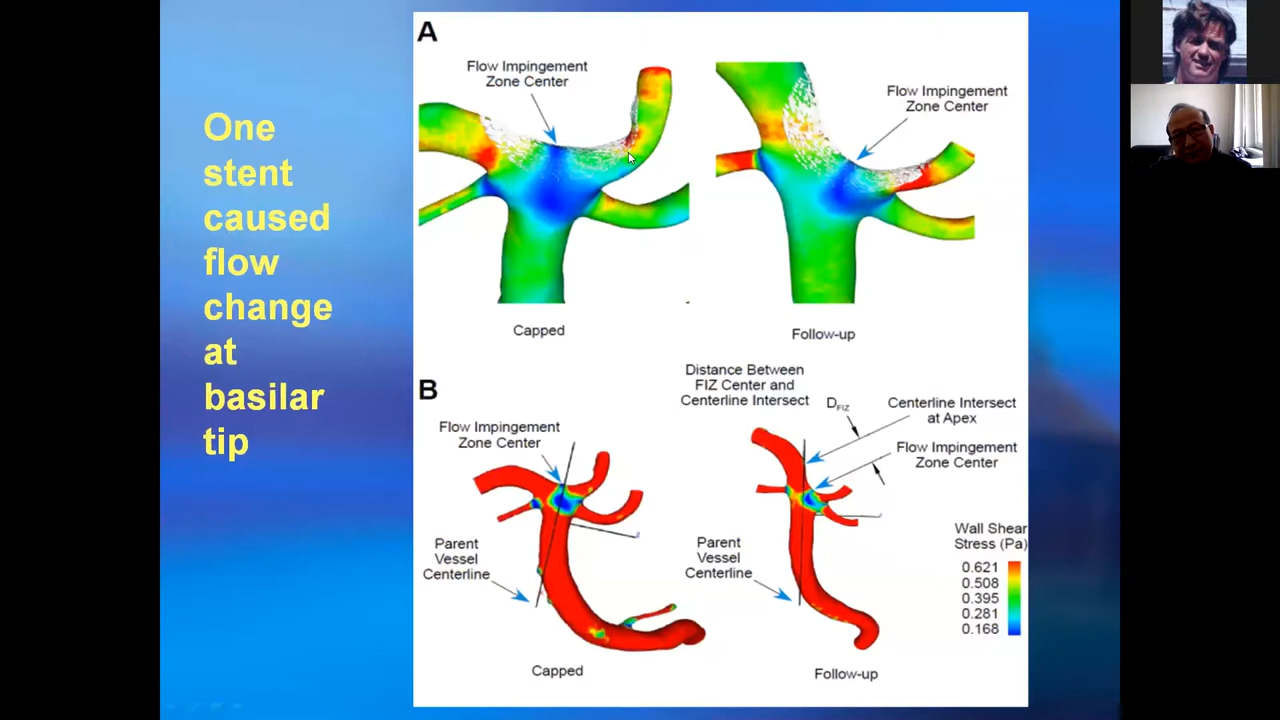 One
stent
caused
flow
change
at
basilar
tip
A
Flow Impingement
Zone Center
Flow Impingement
Zone Center
Capped
Follow-up
B
Distance Between
FIZ Center and
Centerline Intersect
DFIZ
Centerline Intersect
at Apex
Flow Impingement
Zone Center
Flow Impingement
Zone Center
Parent
Vessel
Centerline
Parent
Vessel
Centerline
Wall Shear
Stress (Pa)
0.621
0.508
0.395
0.281
0.168
Capped
Follow-up